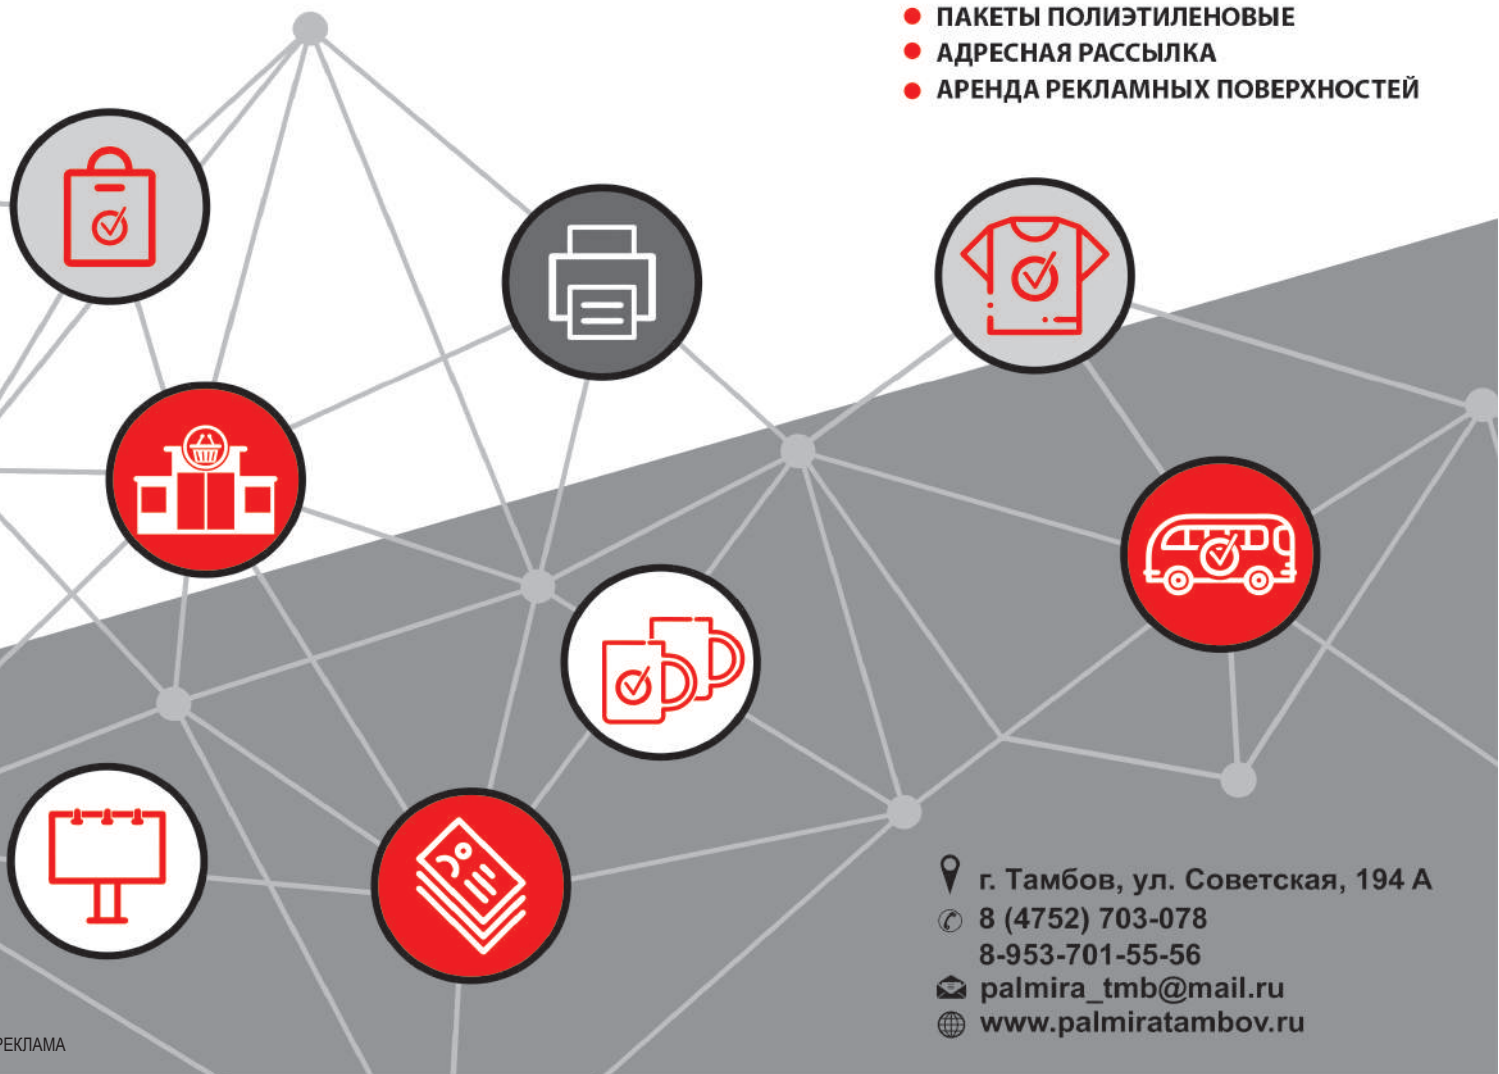 ПАКЕТЫ ПОЛИЭТИЛЕНОВЫЕ
АДРЕСНАЯ РАССЫЛКА
АРЕНДА РЕКЛАМНЫХ ПОВЕРХНОСТЕЙ
г. Тамбов, ул. Советская, 194 А
8 (4752) 703-078
8-953-701-55-56
palmira_tmb@mail.ru
www.palmiratambov.ru
РЕКЛАМА